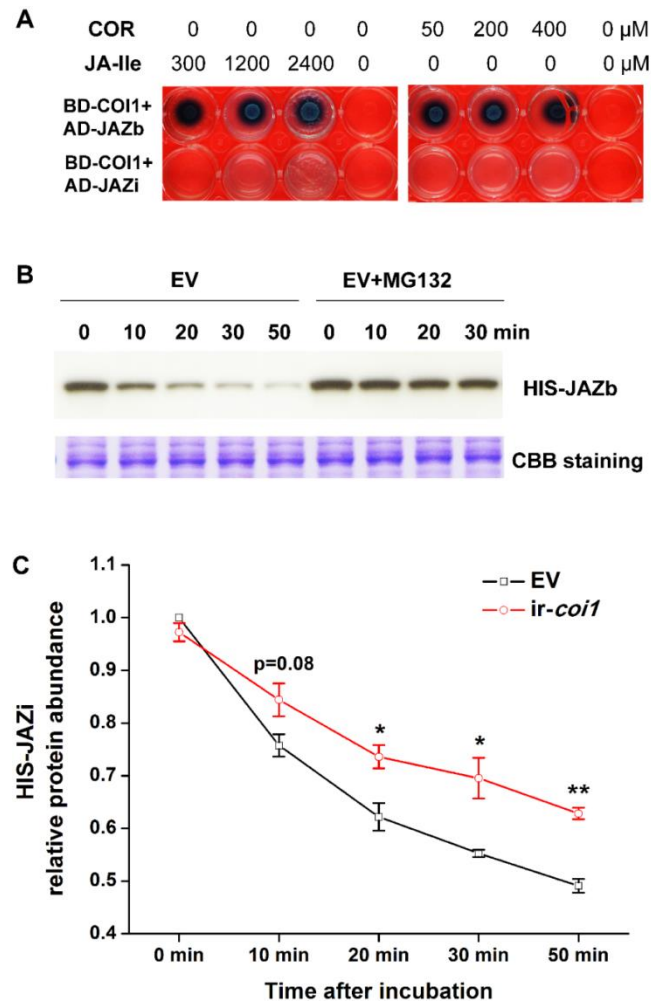 A
COR 0 0 0 0 50 200 400 0 µM
JA-Ile 300 1200 2400 0 0 0 0 0 µM
BD-COI1+
AD-JAZb
BD-COI1+
AD-JAZi
B
EV EV+MG132
0 10 20 30 50 0 10 20 30 min
HIS-JAZb
CBB staining
C
HIS-JAZi
relative protein abundance
1.1
1.0
0.9
0.8
0.7
0.6
0.5
0.4
EV
ir-coi1
p=0.08
*
*
**
0 min 10 min 20 min 30 min 50 min
Time after incubation